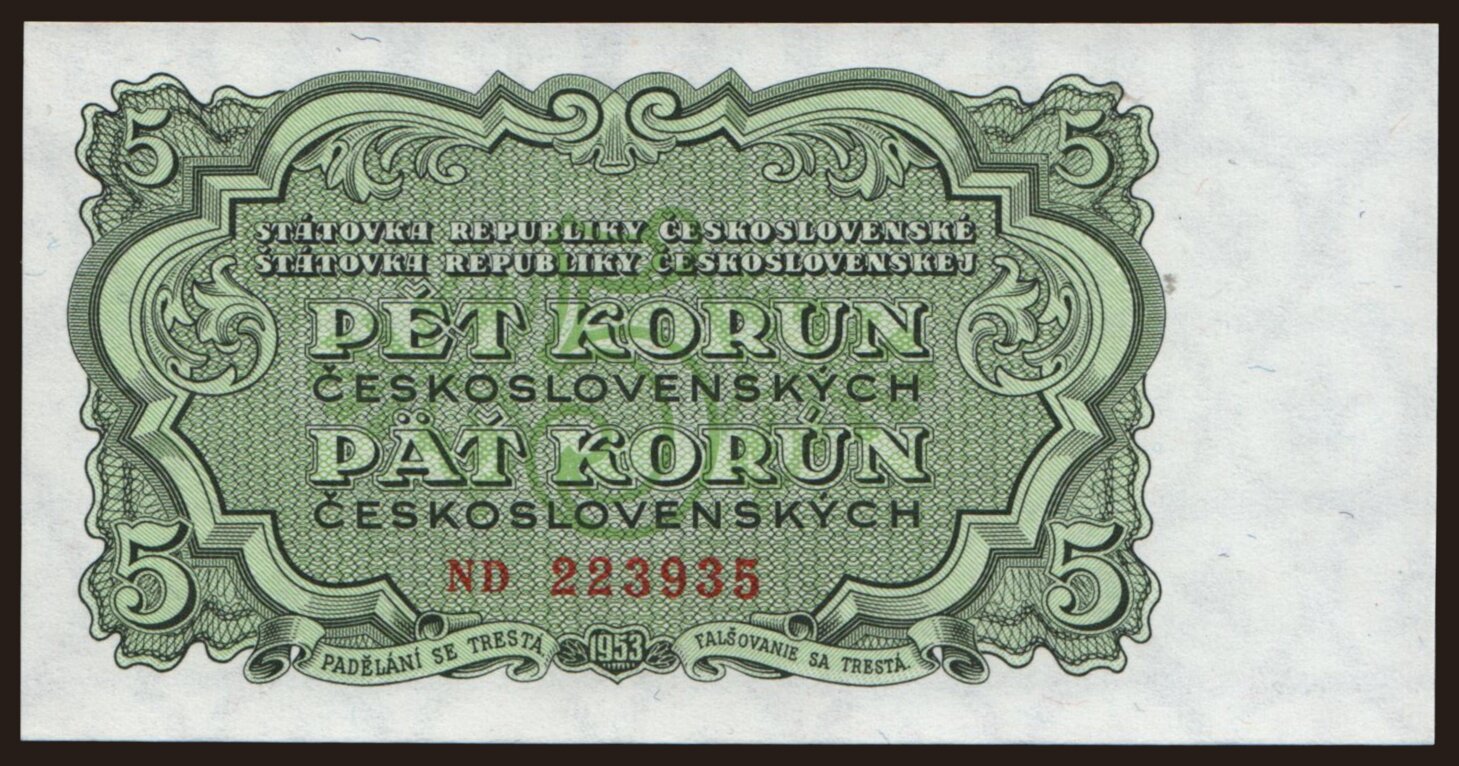 5 5
STÁTOVKA REPUBLIKY ČESKOSLOVENSKÉ
ŠTÁTOVKA REPUBLIKY ČESKOSLOVENSKEJ
PĚT KORUN
ČESKOSLOVENSKÝCH
PÄŤ KORÚN
ČESKOSLOVENSKÝCH
5 5
ND 223935
PADĚLÁNÍ SE TRESTÁ. 1953 FALŠOVANIE SA TRESTÁ.